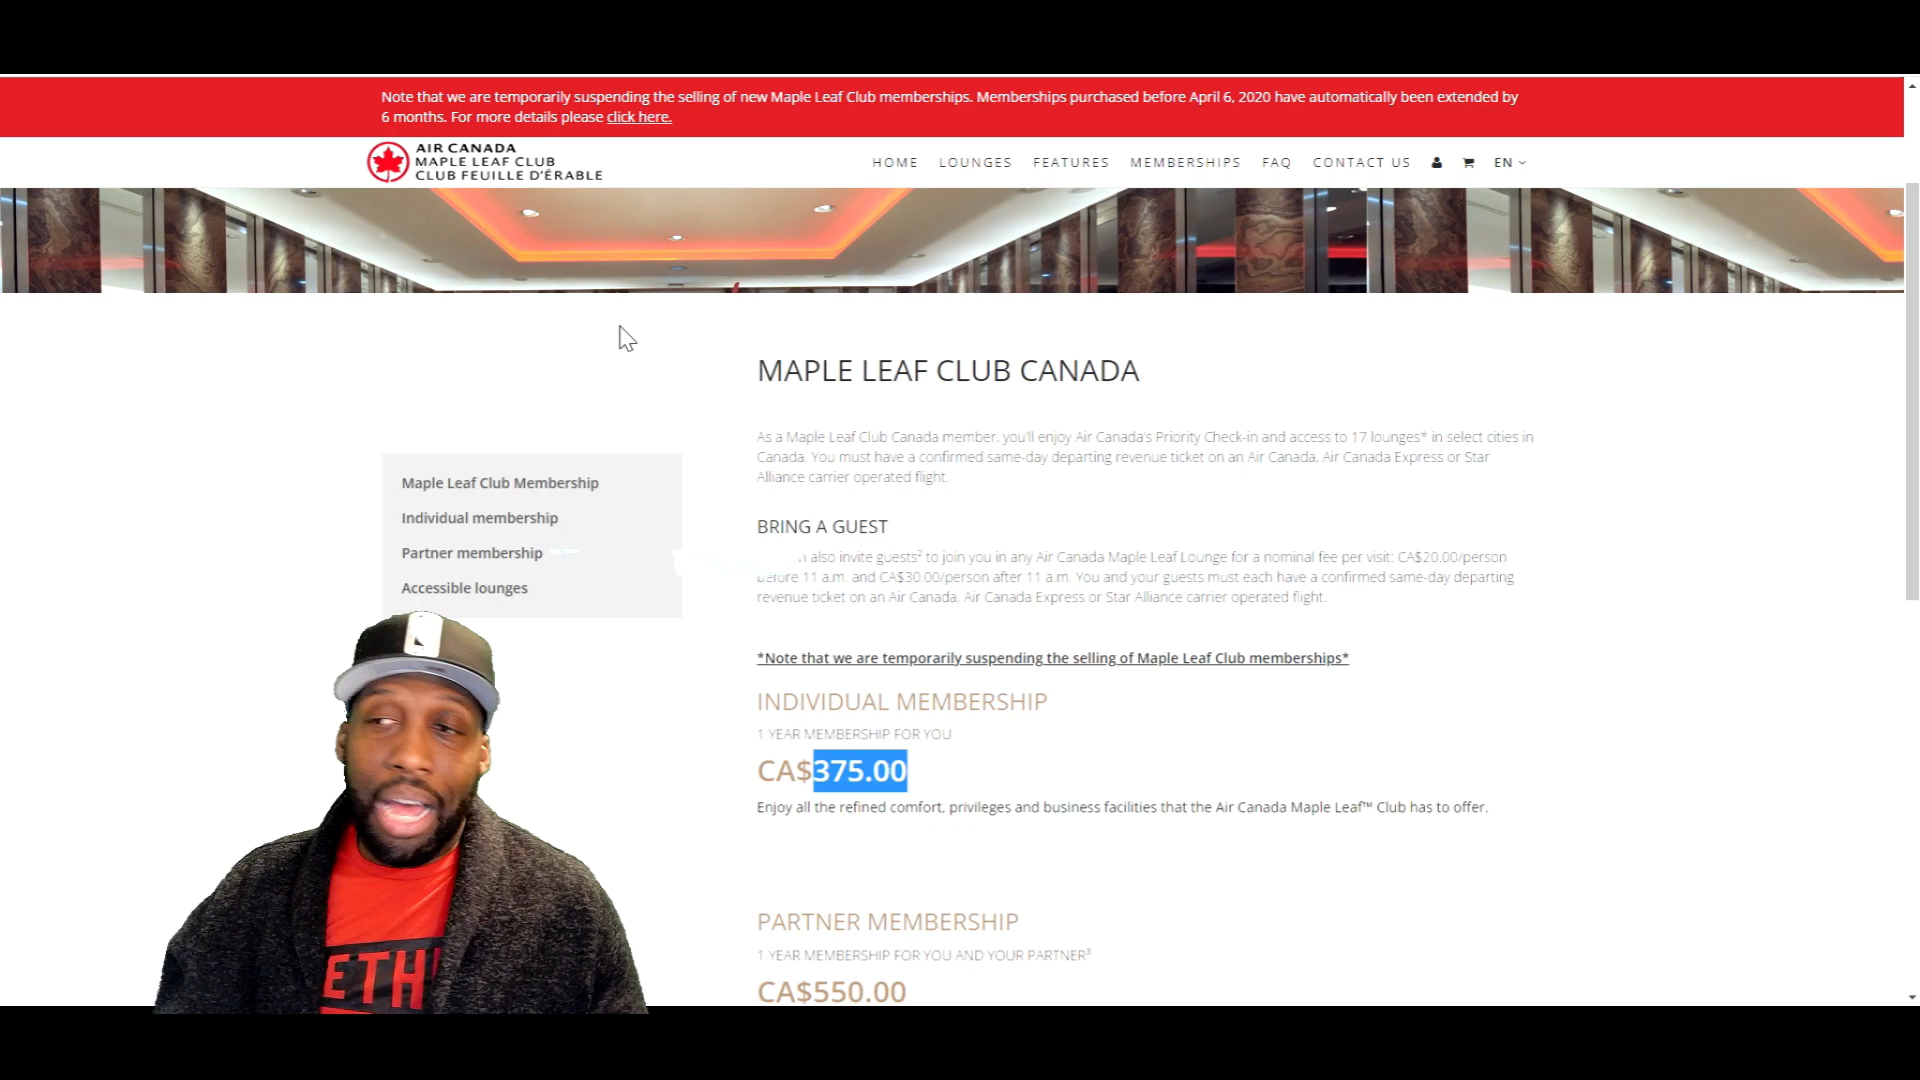 Note that we are temporarily suspending the selling of new Maple Leaf Club memberships. Memberships purchased before April 6, 2020 have automatically been extended by
6 months. For more details please click here.
AIR CANADA
MAPLE LEAF CLUB
CLUB FEUILLE D'ÉRABLE
HOME LOUNGES FEATURES MEMBERSHIPS FAQ CONTACT US EN
MAPLE LEAF CLUB CANADA
As a Maple Leaf Club Canada member, you'll enjoy Air Canada's Priority Check-in and access to 17 lounges* in select cities in
Canada. You must have a confirmed same-day departing revenue ticket on an Air Canada, Air Canada Express or Star
Alliance carrier operated flight.
Maple Leaf Club Membership
Individual membership
Partner membership
Accessible lounges
BRING A GUEST
also invite guests² to join you in any Air Canada Maple Leaf Lounge for a nominal fee per visit: CA$20.00/person
before 11 a.m. and CA$30.00/person after 11 a.m. You and your guests must each have a confirmed same-day departing
revenue ticket on an Air Canada, Air Canada Express or Star Alliance carrier operated flight.
*Note that we are temporarily suspending the selling of Maple Leaf Club memberships*
INDIVIDUAL MEMBERSHIP
1 YEAR MEMBERSHIP FOR YOU
CA$375.00
Enjoy all the refined comfort, privileges and business facilities that the Air Canada Maple Leaf™ Club has to offer.
PARTNER MEMBERSHIP
1 YEAR MEMBERSHIP FOR YOU AND YOUR PARTNER³
CA$550.00
ETH